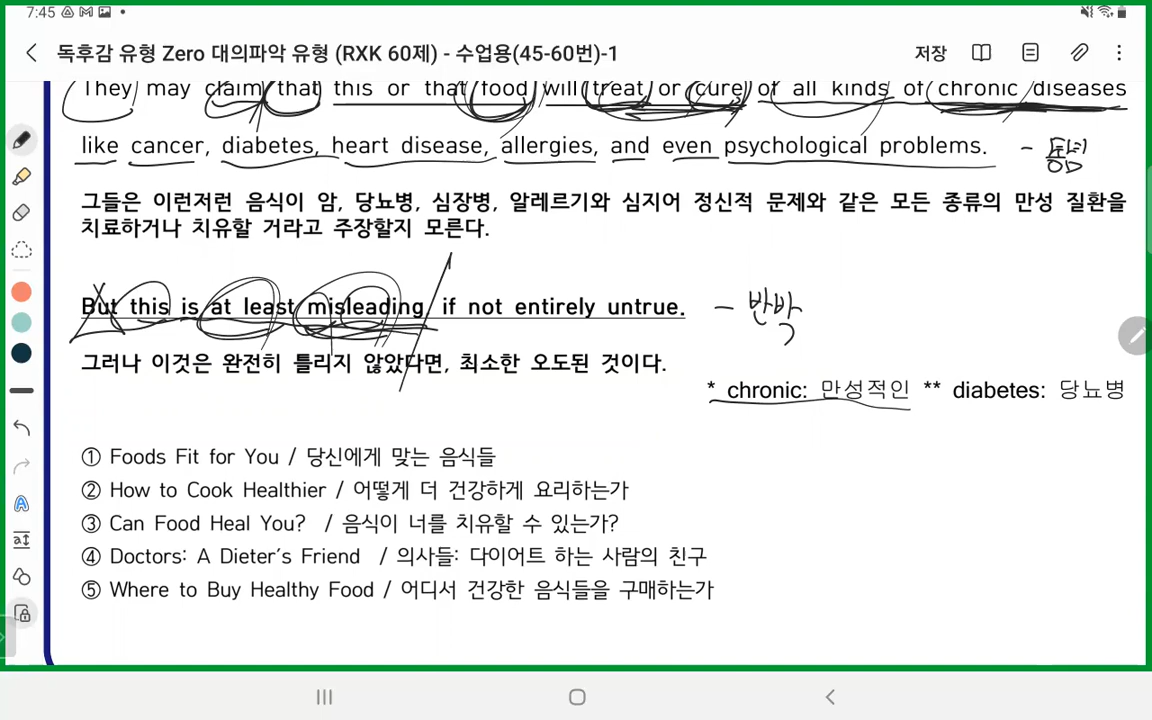 7:45
독후감 유형 Zero 대의파악 유형 (RXK 60제) - 수업용(45-60번)-1
저장
They may claim that this or that food will treat or cure of all kinds of chronic diseases
like cancer, diabetes, heart disease, allergies, and even psychological problems. - 통념
그들은 이런저런 음식이 암, 당뇨병, 심장병, 알레르기와 심지어 정신적 문제와 같은 모든 종류의 만성 질환을
치료하거나 치유할 거라고 주장할지 모른다.
But this is at least misleading, if not entirely untrue. - 반박
그러나 이것은 완전히 틀리지 않았다면, 최소한 오도된 것이다.
* chronic: 만성적인 ** diabetes: 당뇨병
① Foods Fit for You / 당신에게 맞는 음식들
② How to Cook Healthier / 어떻게 더 건강하게 요리하는가
③ Can Food Heal You? / 음식이 너를 치유할 수 있는가?
④ Doctors: A Dieter's Friend / 의사들: 다이어트 하는 사람의 친구
⑤ Where to Buy Healthy Food / 어디서 건강한 음식들을 구매하는가